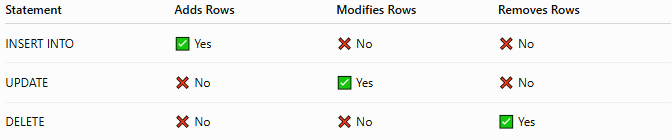 Statement Adds Rows Modifies Rows Removes Rows
INSERT INTO ✅ Yes ❌ No ❌ No
UPDATE ❌ No ✅ Yes ❌ No
DELETE ❌ No ❌ No ✅ Yes